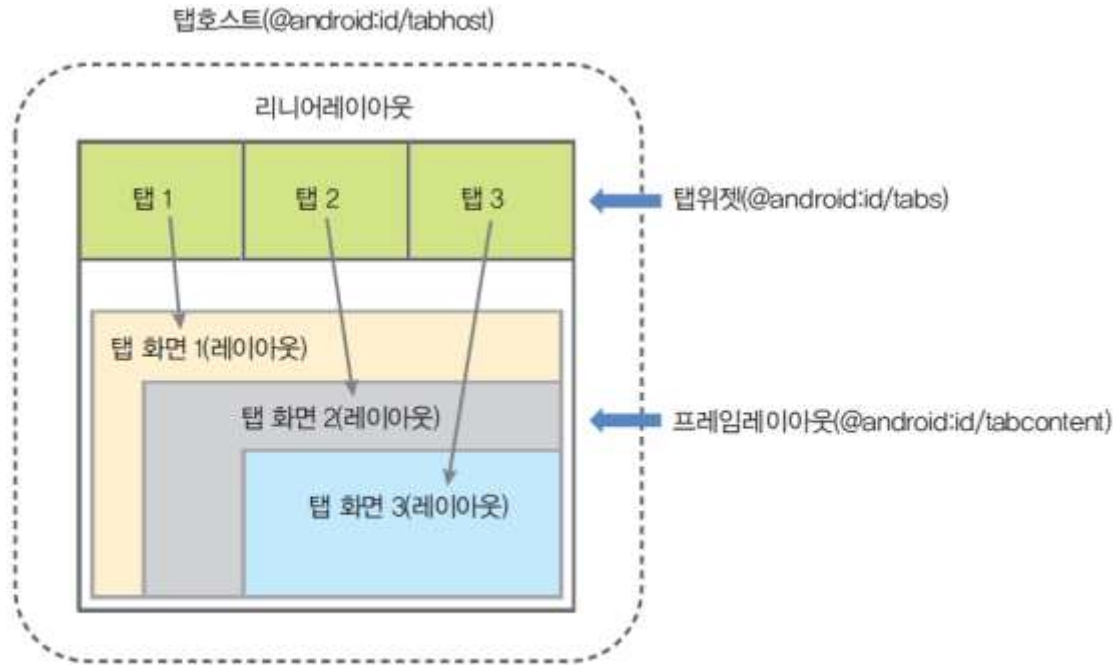 탭호스트(@android:id/tabhost)
리니어레이아웃
탭 1 탭 2 탭 3
탭위젯(@android:id/tabs)
탭 화면 1(레이아웃)
탭 화면 2(레이아웃)
프레임레이아웃(@android:id/tabcontent)
탭 화면 3(레이아웃)